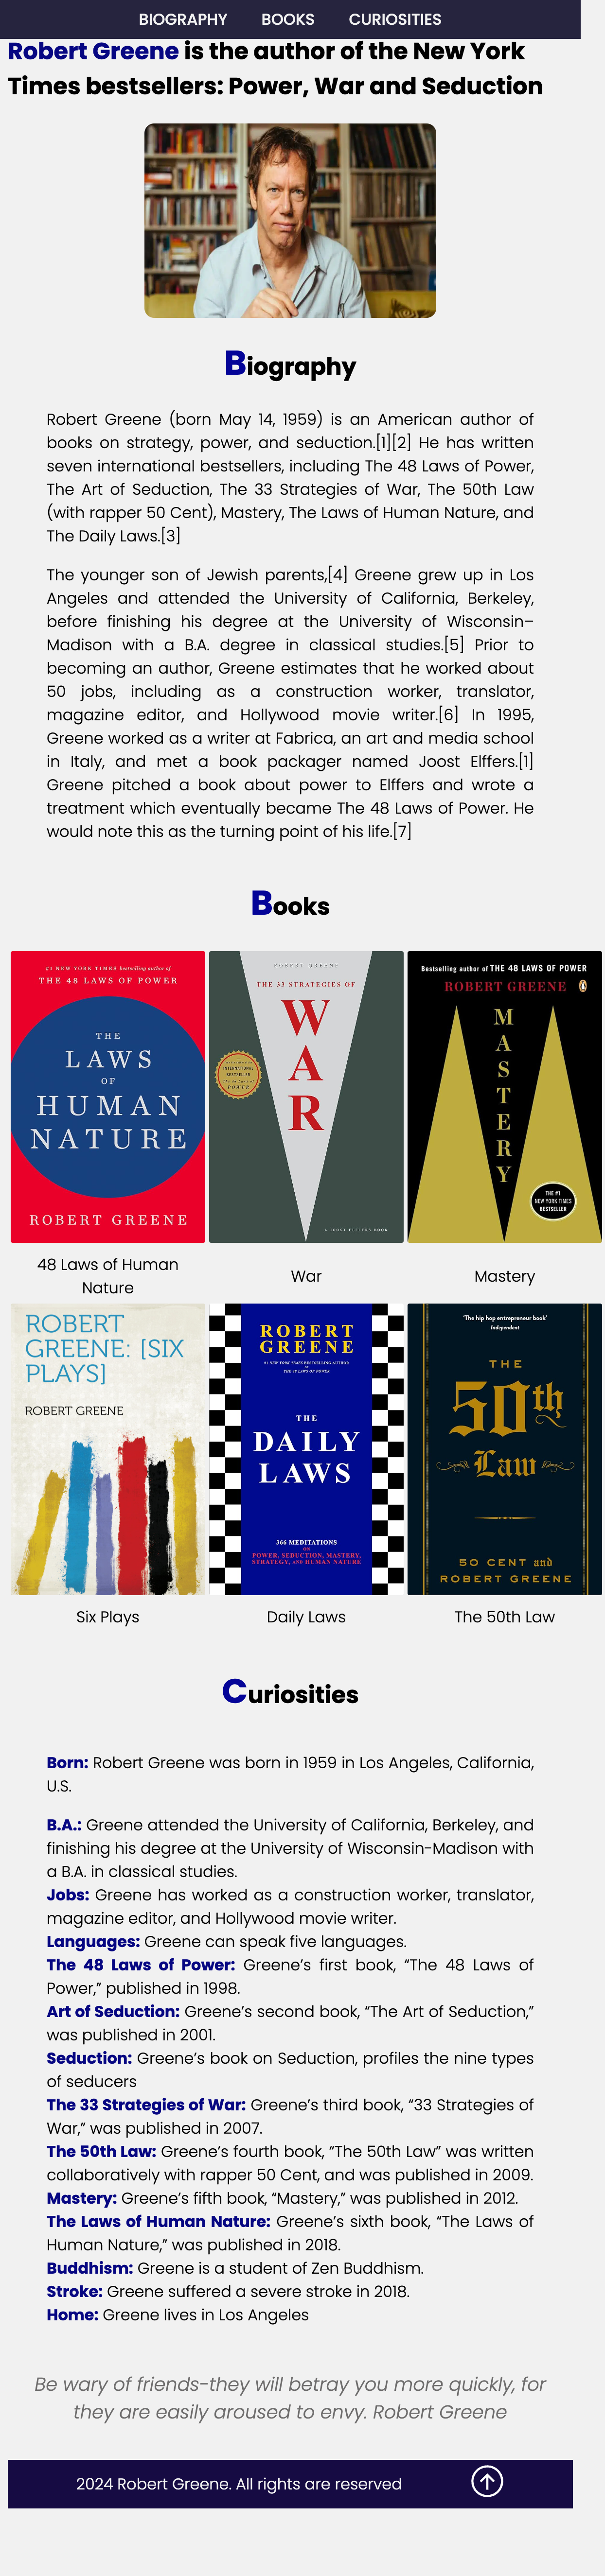 BIOGRAPHY BOOKS CURIOSITIES
Robert Greene is the author of the New York
Times bestsellers: Power, War and Seduction
Biography
Robert Greene (born May 14, 1959) is an American author of
books on strategy, power, and seduction.[1][2] He has written
seven international bestsellers, including The 48 Laws of Power,
The Art of Seduction, The 33 Strategies of War, The 50th Law
(with rapper 50 Cent), Mastery, The Laws of Human Nature, and
The Daily Laws.[3]
The younger son of Jewish parents,[4] Greene grew up in Los
Angeles and attended the University of California, Berkeley,
before finishing his degree at the University of Wisconsin–
Madison with a B.A. degree in classical studies.[5] Prior to
becoming an author, Greene estimates that he worked about
50 jobs, including as a construction worker, translator,
magazine editor, and Hollywood movie writer.[6] In 1995,
Greene worked as a writer at Fabrica, an art and media school
in Italy, and met a book packager named Joost Elffers.[1]
Greene pitched a book about power to Elffers and wrote a
treatment which eventually became The 48 Laws of Power. He
would note this as the turning point of his life.[7]
Books
#1 NEW YORK TIMES bestselling author of
THE 48 LAWS OF POWER
THE
LAWS
OF
HUMAN
NATURE
ROBERT GREENE
48 Laws of Human
Nature
ROBERT GREENE
THE 33 STRATEGIES OF
WAR
INTERNATIONAL
BESTSELLER
The 48 Laws of
POWER
A JOOST ELFFERS BOOK
War
Bestselling author of THE 48 LAWS OF POWER
ROBERT GREENE
MASTERY
THE #1
NEW YORK TIMES
BESTSELLER
Mastery
ROBERT
GREENE: [SIX
PLAYS]
ROBERT GREENE
Six Plays
ROBERT
GREENE
#1 NEW YORK TIMES BESTSELLING AUTHOR
OF
THE 48 LAWS OF POWER
THE
DAILY
LAWS
366 MEDITATIONS
ON
POWER, SEDUCTION, MASTERY,
STRATEGY, AND HUMAN NATURE
Daily Laws
'The hip hop entrepreneur book'
Independent
THE
50th
Law
50 CENT and
ROBERT GREENE
The 50th Law
Curiosities
Born: Robert Greene was born in 1959 in Los Angeles, California,
U.S.
B.A.: Greene attended the University of California, Berkeley, and
finishing his degree at the University of Wisconsin-Madison with
a B.A. in classical studies.
Jobs: Greene has worked as a construction worker, translator,
magazine editor, and Hollywood movie writer.
Languages: Greene can speak five languages.
The 48 Laws of Power: Greene’s first book, “The 48 Laws of
Power,” published in 1998.
Art of Seduction: Greene’s second book, “The Art of Seduction,”
was published in 2001.
Seduction: Greene’s book on Seduction, profiles the nine types
of seducers
The 33 Strategies of War: Greene’s third book, “33 Strategies of
War,” was published in 2007.
The 50th Law: Greene’s fourth book, “The 50th Law” was written
collaboratively with rapper 50 Cent, and was published in 2009.
Mastery: Greene’s fifth book, “Mastery,” was published in 2012.
The Laws of Human Nature: Greene’s sixth book, “The Laws of
Human Nature,” was published in 2018.
Buddhism: Greene is a student of Zen Buddhism.
Stroke: Greene suffered a severe stroke in 2018.
Home: Greene lives in Los Angeles
Be wary of friends-they will betray you more quickly, for
they are easily aroused to envy. Robert Greene
2024 Robert Greene. All rights are reserved